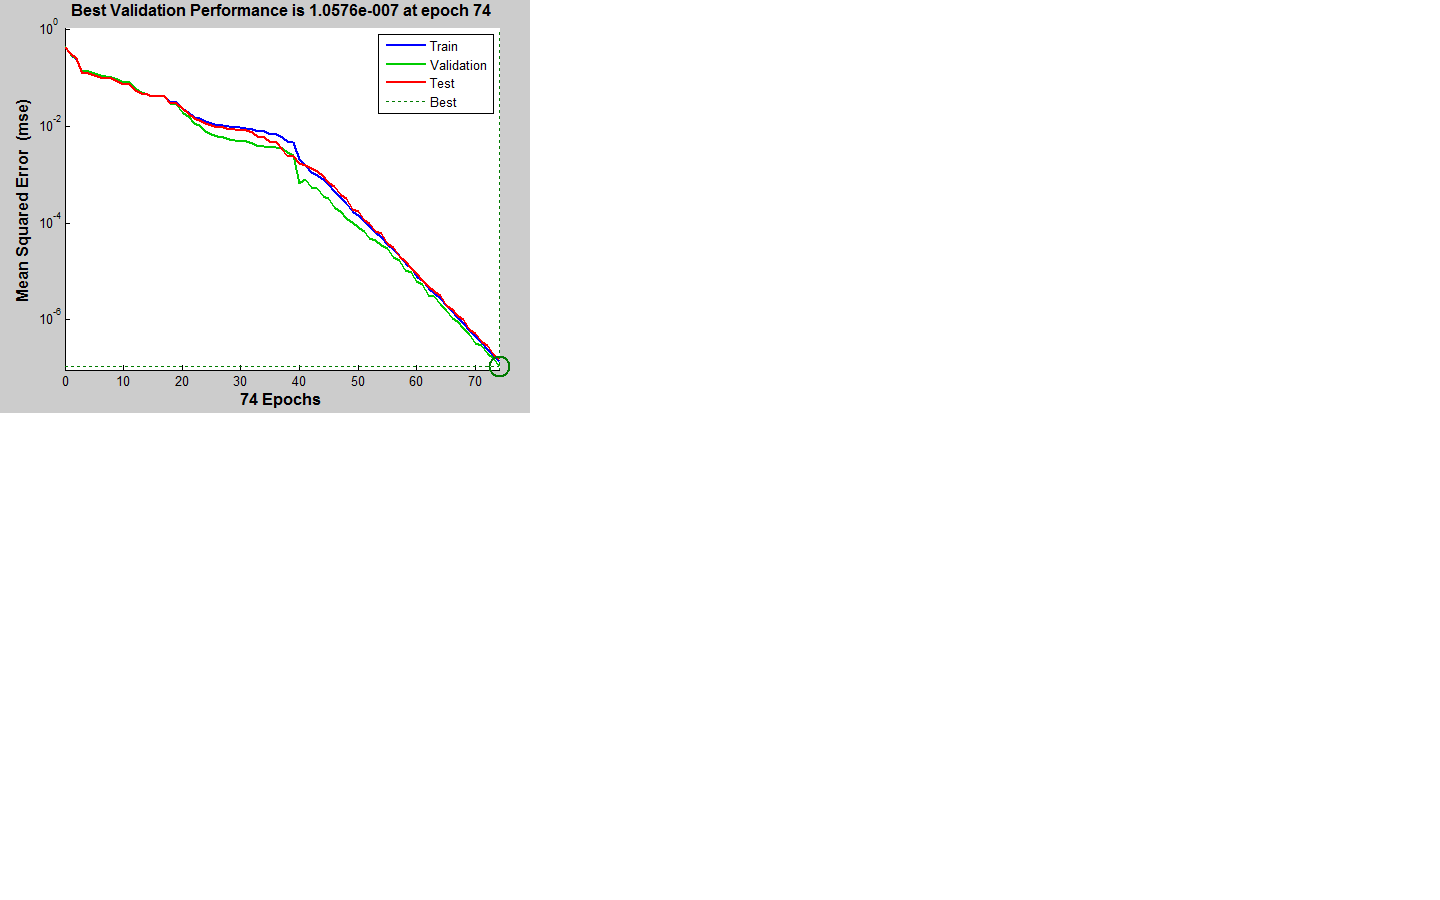 Best Validation Performance is 1.0576e-007 at epoch 74
Train
Validation
Test
Best
Mean Squared Error (mse)
10^0
10^-2
10^-4
10^-6
0 10 20 30 40 50 60 70
74 Epochs